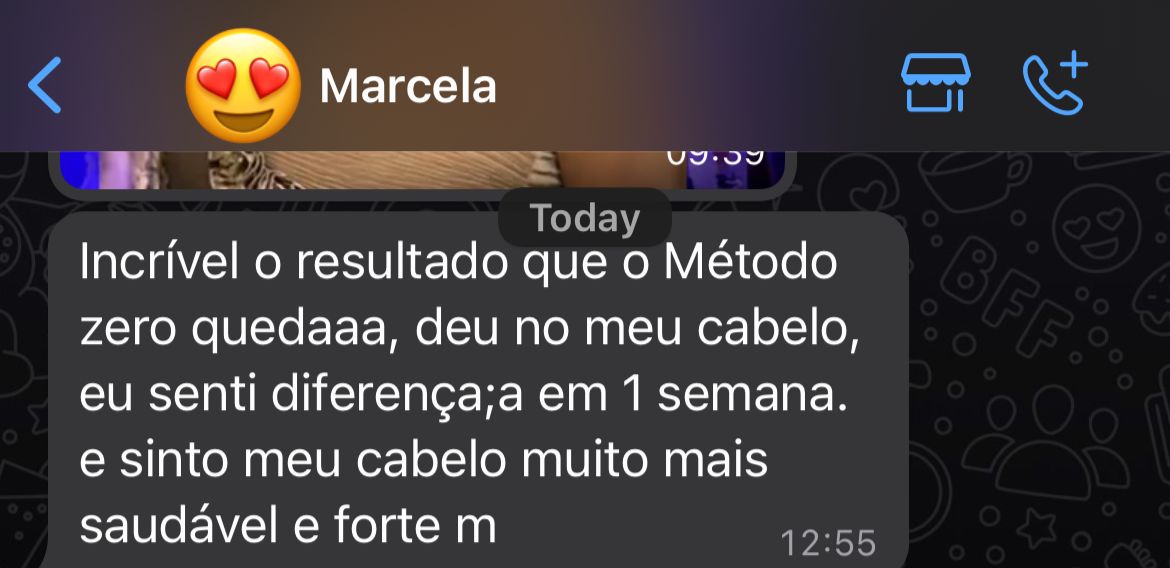 Marcela
09:39
Today
Incrível o resultado que o Método
zero quedaaa, deu no meu cabelo,
eu senti diferença;a em 1 semana.
e sinto meu cabelo muito mais
saudável e forte m
12:55
BFF